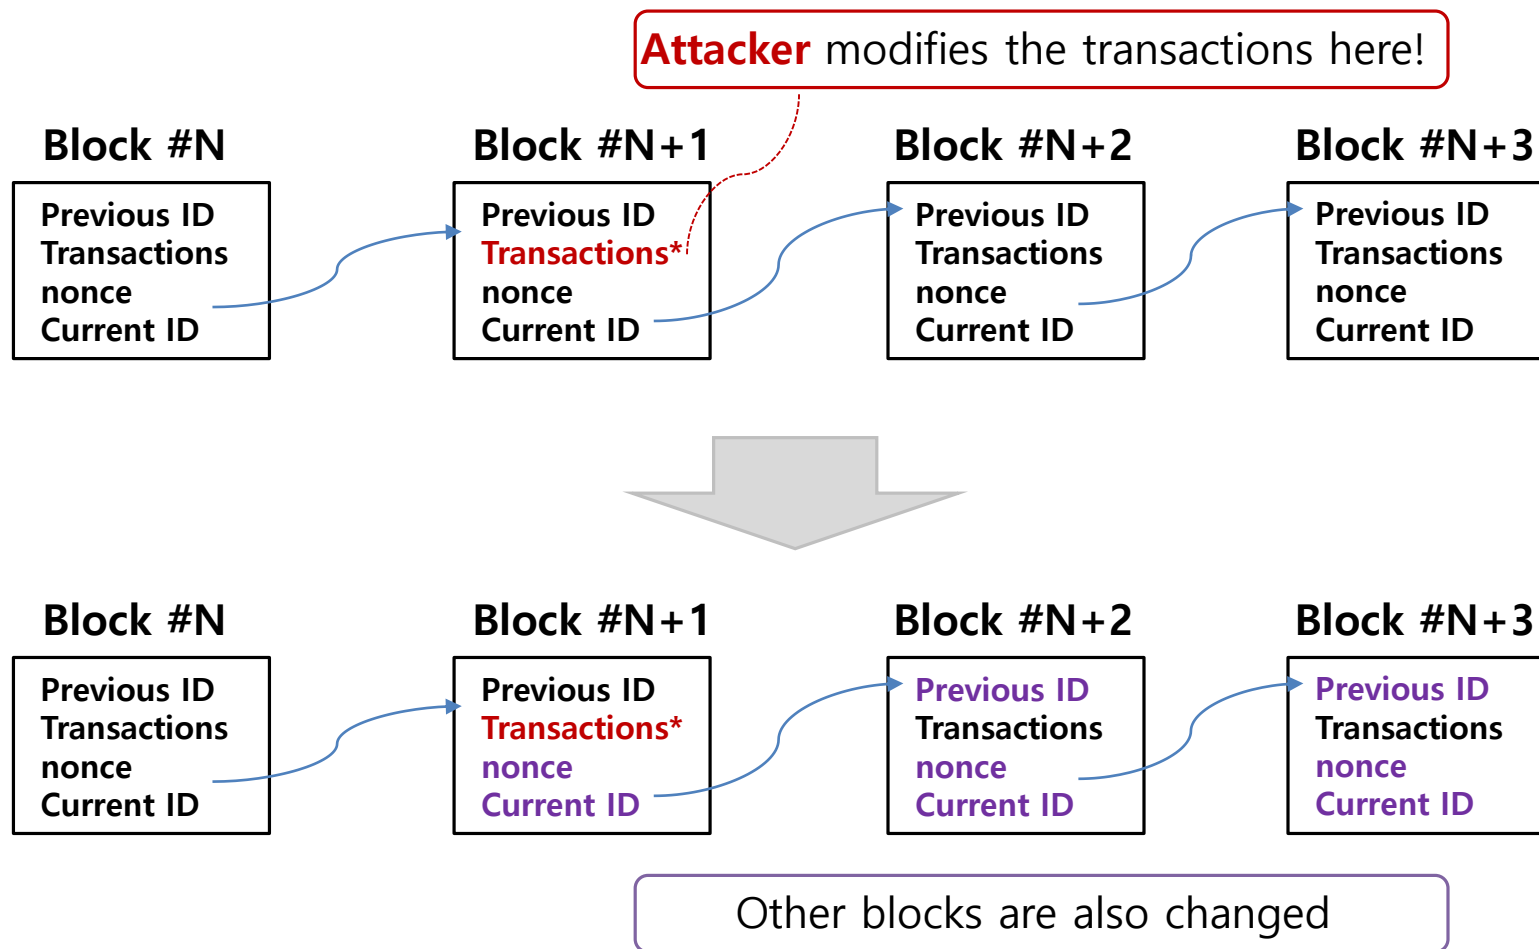 Attacker modifies the transactions here!
Block #N
Previous ID
Transactions
nonce
Current ID
Block #N+1
Previous ID
Transactions*
nonce
Current ID
Block #N+2
Previous ID
Transactions
nonce
Current ID
Block #N+3
Previous ID
Transactions
nonce
Current ID
Block #N
Previous ID
Transactions
nonce
Current ID
Block #N+1
Previous ID
Transactions*
nonce
Current ID
Block #N+2
Previous ID
Transactions
nonce
Current ID
Block #N+3
Previous ID
Transactions
nonce
Current ID
Other blocks are also changed